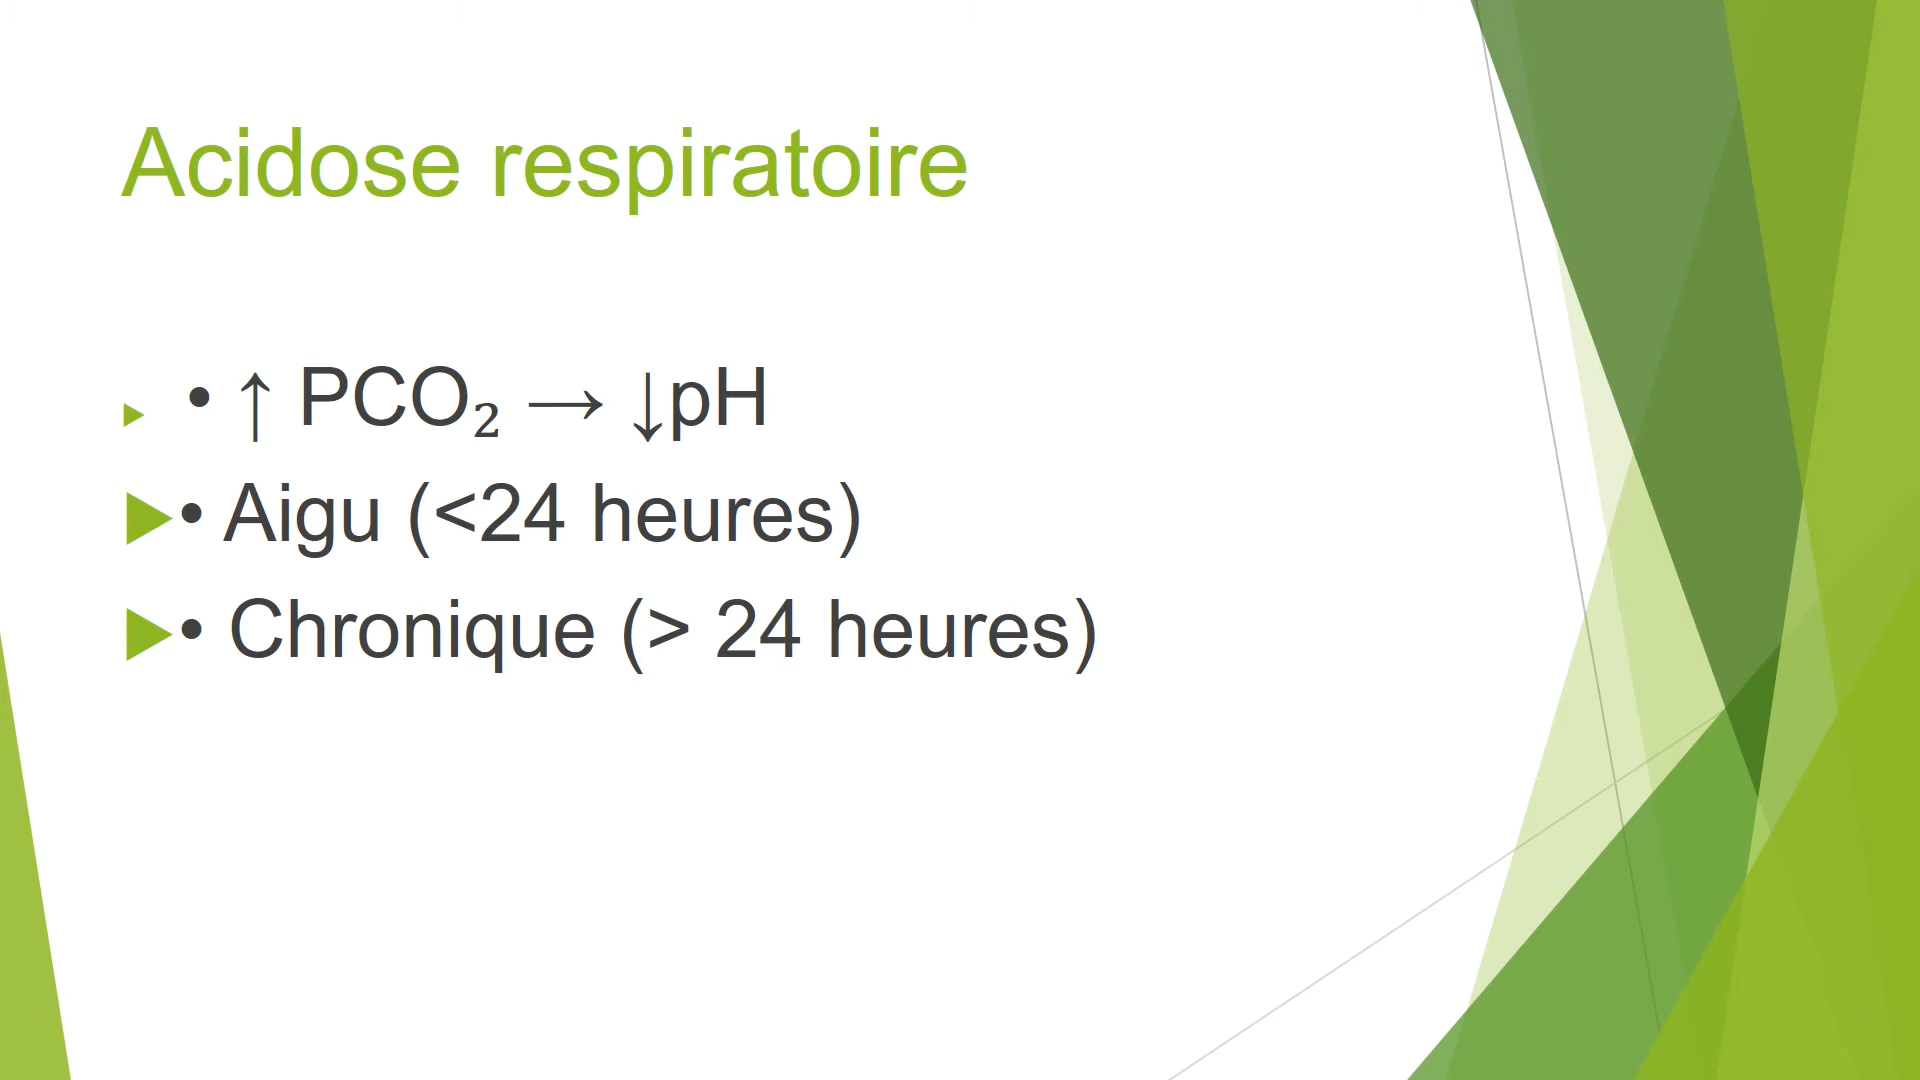 Acidose respiratoire
• ↑ PCO₂ → ↓pH
• Aigu (<24 heures)
• Chronique (> 24 heures)